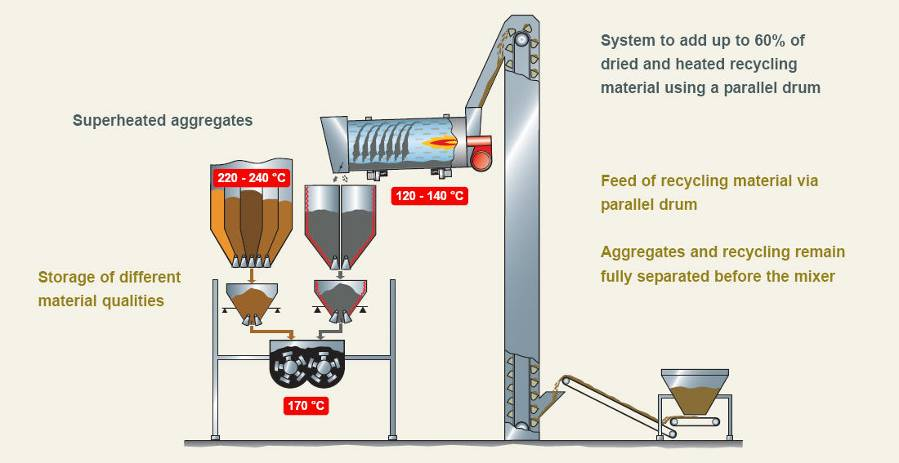 System to add up to 60% of
dried and heated recycling
material using a parallel drum
Superheated aggregates
220 - 240 °C
120 - 140 °C
Feed of recycling material via
parallel drum
Aggregates and recycling remain
fully separated before the mixer
Storage of different
material qualities
170 °C